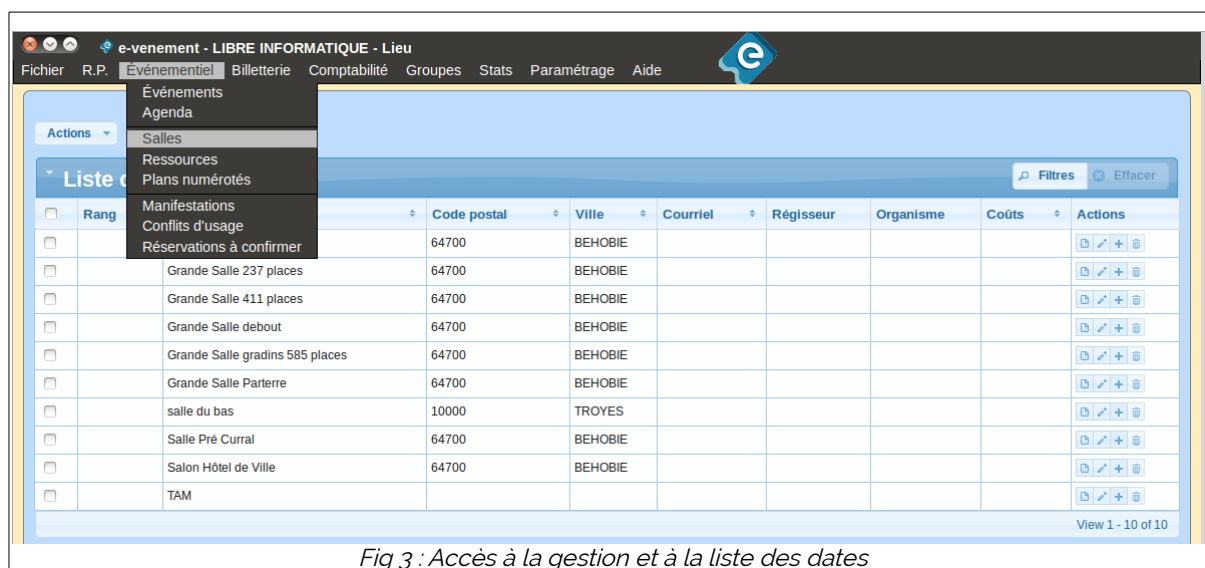 e-venement - LIBRE INFORMATIQUE - Lieu
Fichier R.P. Événementiel Billetterie Comptabilité Groupes Stats Paramétrage Aide
e
Événements
Agenda
Actions
Salles
Ressources
Plans numérotés
Liste
Filtres Effacer
Manifestations
Conflits d'usage
Réservations à confirmer
Rang Code postal Ville Courriel Régisseur Organisme Coûts Actions
64700 BEHOBIE
Grande Salle 237 places 64700 BEHOBIE
Grande Salle 411 places 64700 BEHOBIE
Grande Salle debout 64700 BEHOBIE
Grande Salle gradins 585 places 64700 BEHOBIE
Grande Salle Parterre 64700 BEHOBIE
salle du bas 10000 TROYES
Salle Pré Curral 64700 BEHOBIE
Salon Hôtel de Ville 64700 BEHOBIE
TAM
View 1 - 10 of 10
Fig 3 : Accès à la gestion et à la liste des dates